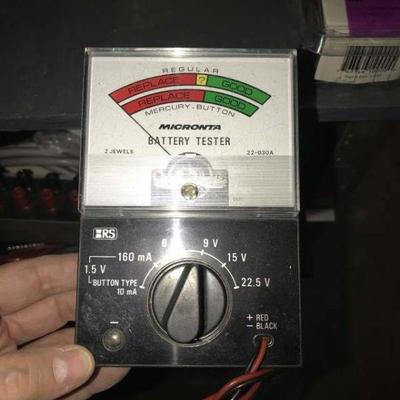 REGULAR
REPLACE ? GOOD
REPLACE GOOD
MERCURY-BUTTON
MICRONTA
BATTERY TESTER
2 JEWELS 22-030A
RS
160 mA 6 V 9 V 15 V
1.5 V
BUTTON TYPE
10 mA
22.5 V
+ RED
− BLACK
−